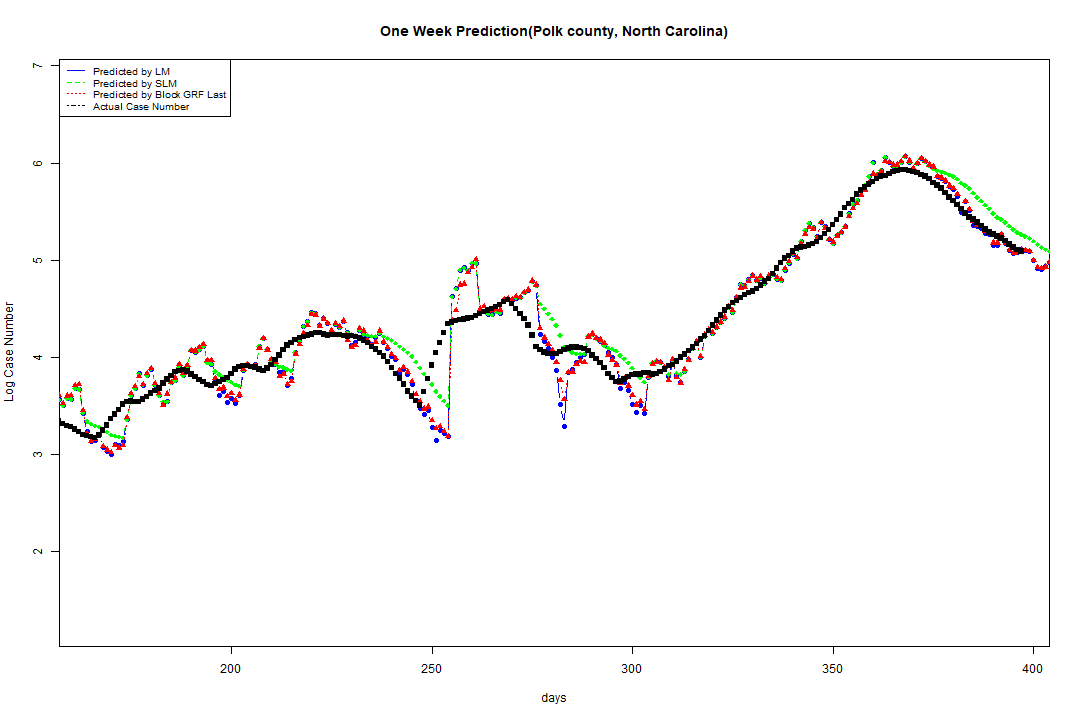 One Week Prediction(Polk county, North Carolina)
Predicted by LM
Predicted by SLM
Predicted by Block GRF Last
Actual Case Number
Log Case Number
7
6
5
4
3
2
200 250 300 350 400
days